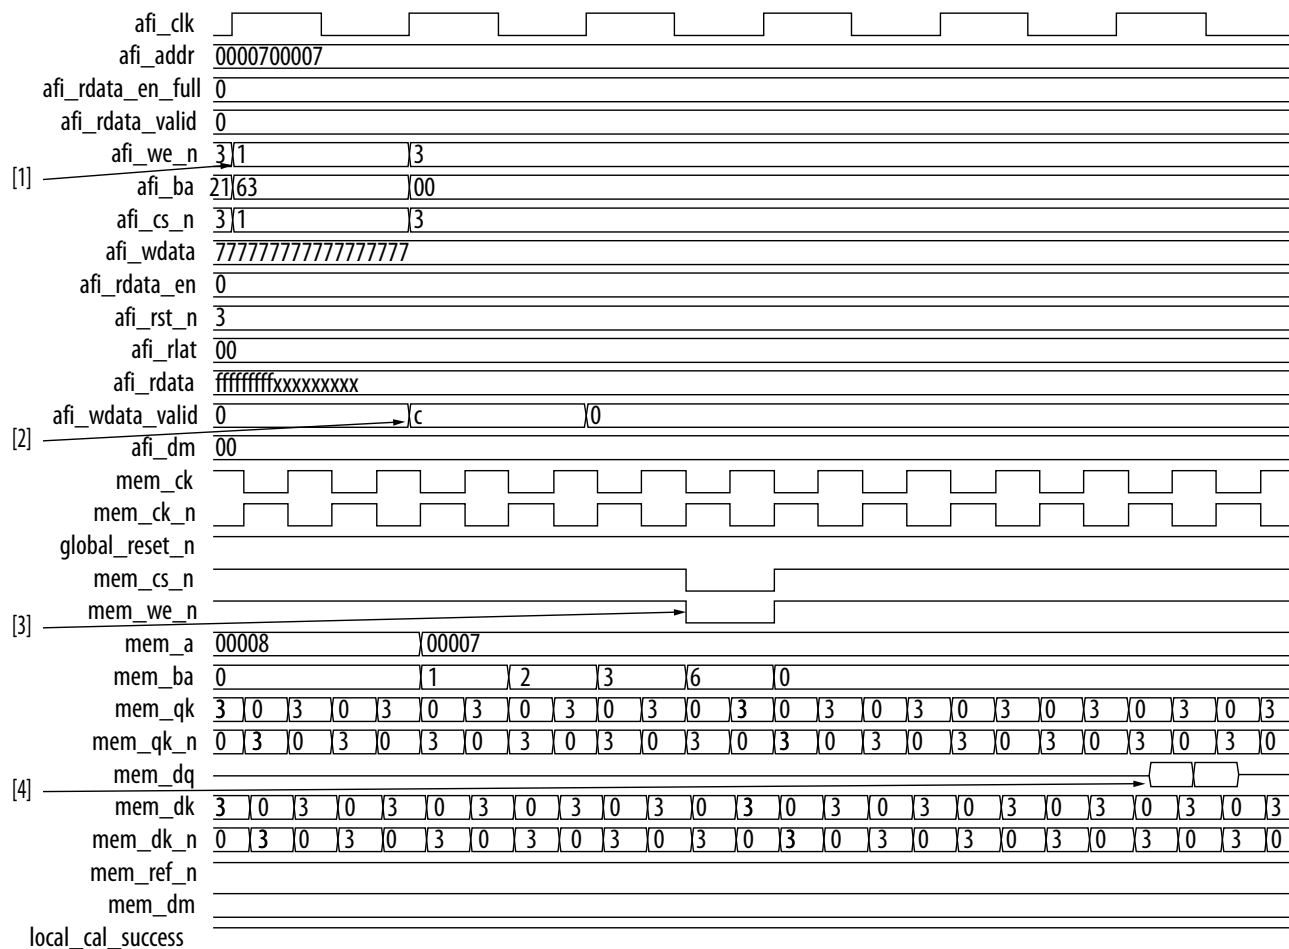 afi_clk
afi_addr 0000700007
afi_rdata_en_full 0
afi_rdata_valid 0
afi_we_n 3 1 3
[1]
afi_ba 21 63 00
afi_cs_n 3 1 3
afi_wdata 777777777777777777
afi_rdata_en 0
afi_rst_n 3
afi_rlat 00
afi_rdata fffffffffxxxxxxxxx
afi_wdata_valid 0 c 0
[2]
afi_dm 00
mem_ck
mem_ck_n
global_reset_n
mem_cs_n
mem_we_n
[3]
mem_a 00008 00007
mem_ba 0 1 2 3 6 0
mem_qk 3 0 3 0 3 0 3 0 3 0 3 0 3 0 3 0 3 0 3 0 3 0 3 0 3
mem_qk_n 0 3 0 3 0 3 0 3 0 3 0 3 0 3 0 3 0 3 0 3 0 3 0 3 0
mem_dq
[4]
mem_dk 3 0 3 0 3 0 3 0 3 0 3 0 3 0 3 0 3 0 3 0 3 0 3 0 3
mem_dk_n 0 3 0 3 0 3 0 3 0 3 0 3 0 3 0 3 0 3 0 3 0 3 0 3 0
mem_ref_n
mem_dm
local_cal_success